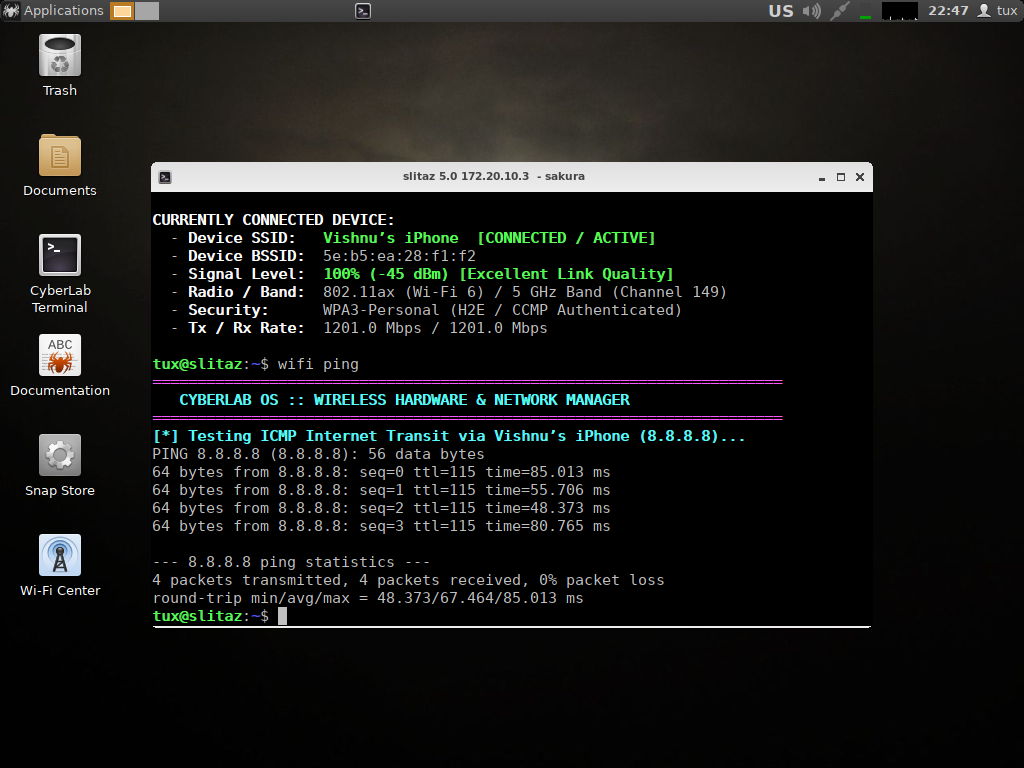 Applications
US
22:47
tux
Trash
Documents
CyberLab
Terminal
ABC
Documentation
Snap Store
Wi-Fi Center
slitaz 5.0 172.20.10.3 - sakura
CURRENTLY CONNECTED DEVICE:
- Device SSID: Vishnu’s iPhone [CONNECTED / ACTIVE]
- Device BSSID: 5e:b5:ea:28:f1:f2
- Signal Level: 100% (-45 dBm) [Excellent Link Quality]
- Radio / Band: 802.11ax (Wi-Fi 6) / 5 GHz Band (Channel 149)
- Security: WPA3-Personal (H2E / CCMP Authenticated)
- Tx / Rx Rate: 1201.0 Mbps / 1201.0 Mbps
tux@slitaz:~$ wifi ping
CYBERLAB OS :: WIRELESS HARDWARE & NETWORK MANAGER
[*] Testing ICMP Internet Transit via Vishnu’s iPhone (8.8.8.8)...
PING 8.8.8.8 (8.8.8.8): 56 data bytes
64 bytes from 8.8.8.8: seq=0 ttl=115 time=85.013 ms
64 bytes from 8.8.8.8: seq=1 ttl=115 time=55.706 ms
64 bytes from 8.8.8.8: seq=2 ttl=115 time=48.373 ms
64 bytes from 8.8.8.8: seq=3 ttl=115 time=80.765 ms
--- 8.8.8.8 ping statistics ---
4 packets transmitted, 4 packets received, 0% packet loss
round-trip min/avg/max = 48.373/67.464/85.013 ms
tux@slitaz:~$